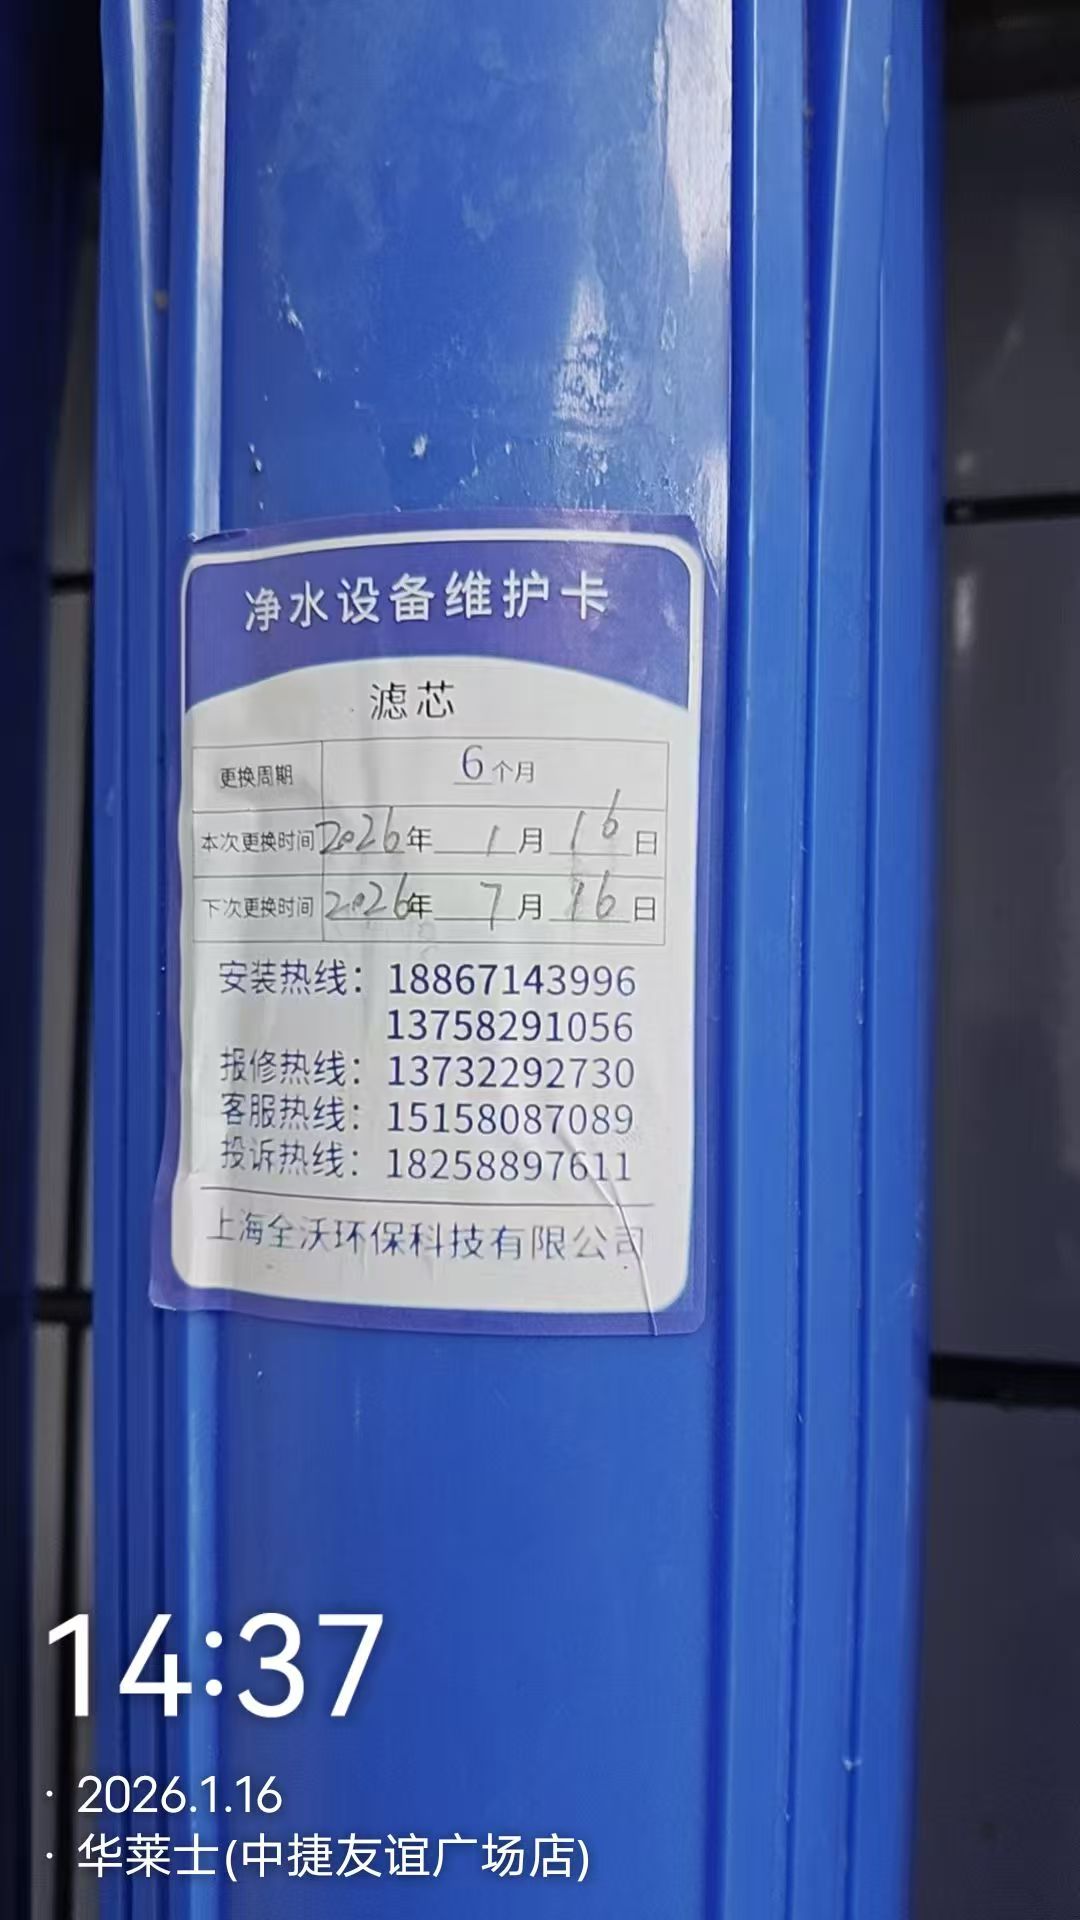 净水设备维护卡
滤芯
更换周期 6个月
本次更换时间 2026年 1月 16日
下次更换时间 2026年 7月 16日
安装热线：18867143996
13758291056
报修热线：13732292730
客服热线：15158087089
投诉热线：18258897611
上海全沃环保科技有限公司
14:37
· 2026.1.16
· 华莱士(中捷友谊广场店)